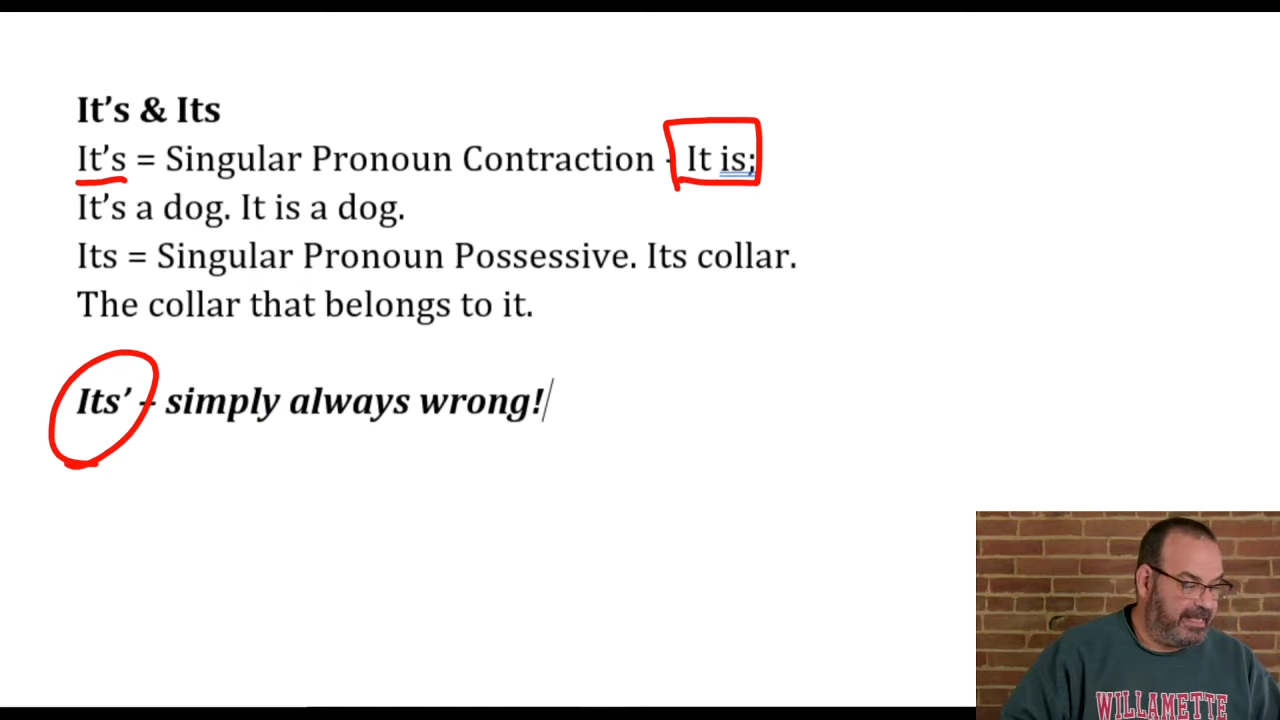 It’s & Its
It’s = Singular Pronoun Contraction - It is;
It’s a dog. It is a dog.
Its = Singular Pronoun Possessive. Its collar.
The collar that belongs to it.
Its’ – simply always wrong!
WILLAMETTE